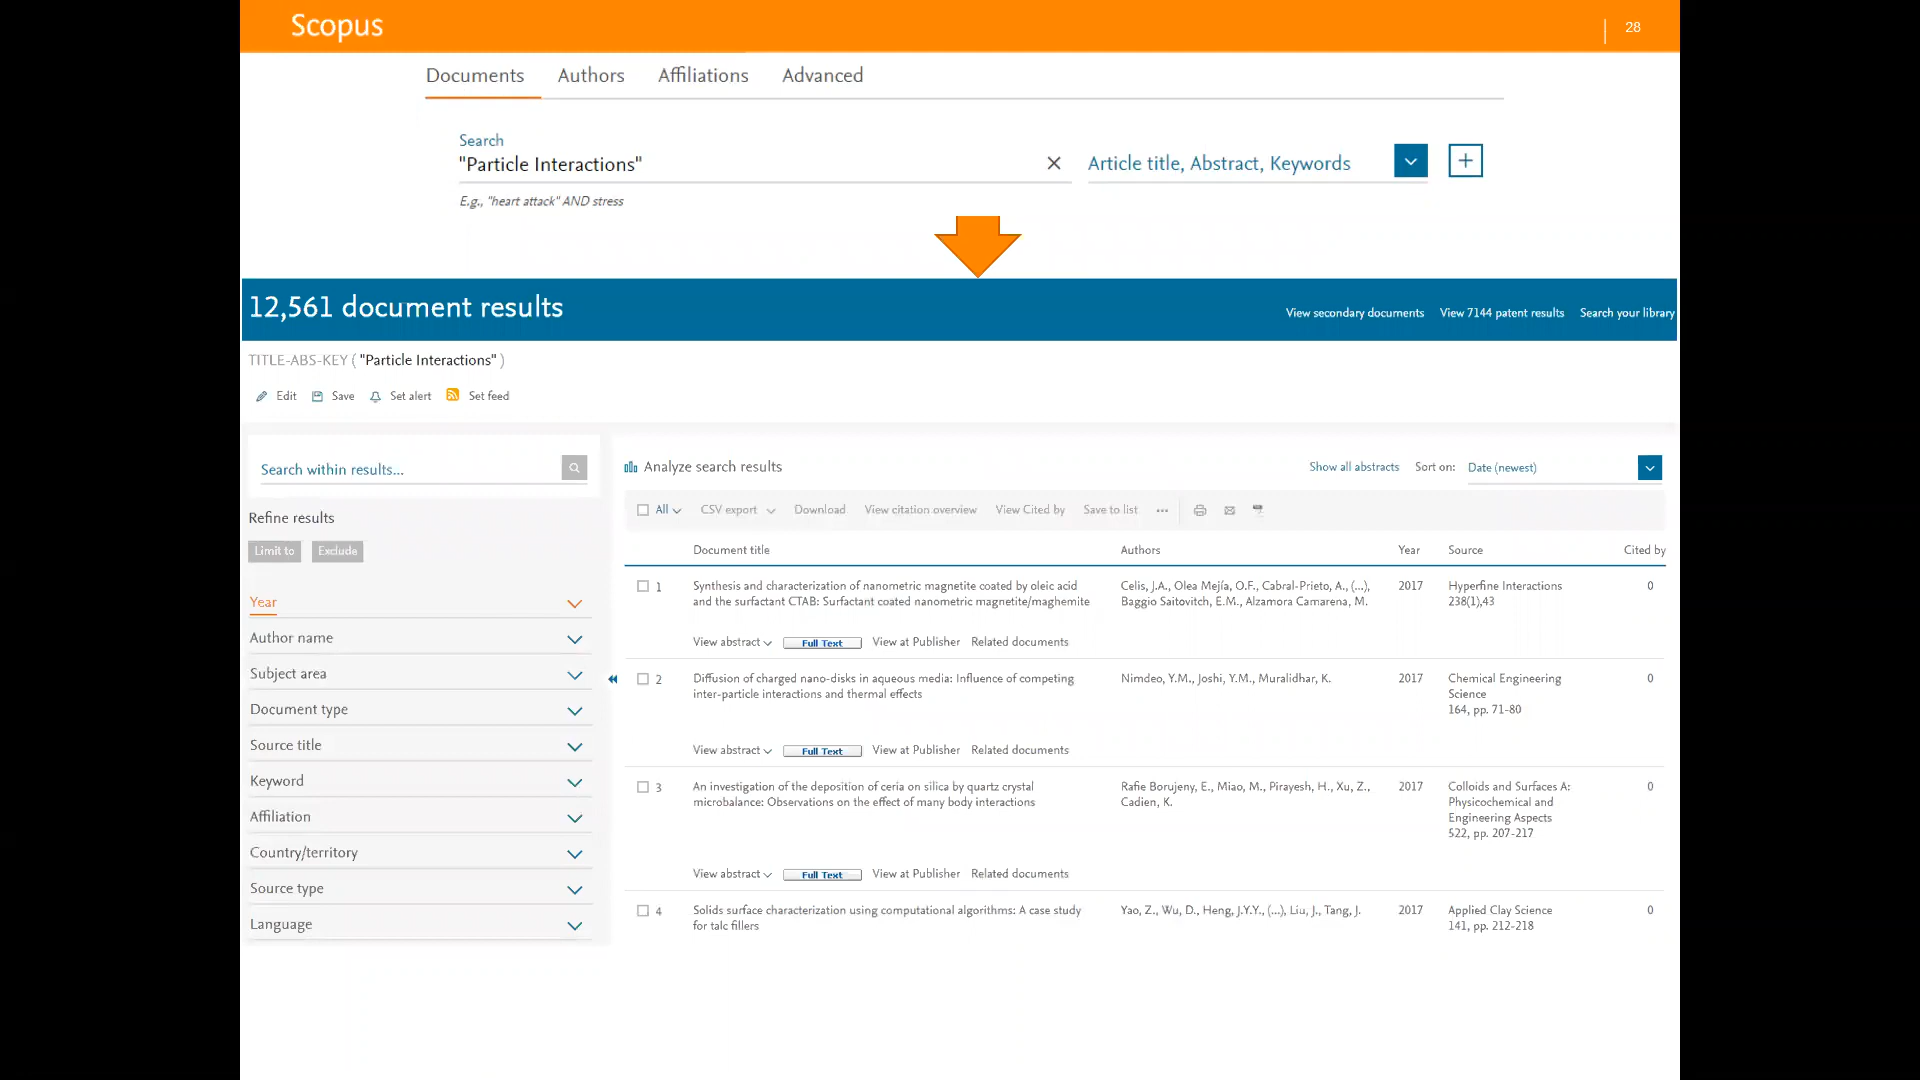 Scopus
28
Documents Authors Affiliations Advanced
Search
"Particle Interactions"
Article title, Abstract, Keywords
E.g., "heart attack" AND stress
12,561 document results
View secondary documents View 7144 patent results Search your library
TITLE-ABS-KEY ( "Particle Interactions" )
Edit Save Set alert Set feed
Search within results...
Refine results
Limit to Exclude
Year
Author name
Subject area
Document type
Source title
Keyword
Affiliation
Country/territory
Source type
Language
Analyze search results
Show all abstracts Sort on: Date (newest)
All CSV export Download View citation overview View Cited by Save to list ...
Document title Authors Year Source Cited by
1 Synthesis and characterization of nanometric magnetite coated by oleic acid Celis, J.A., Olea Mejía, O.F., Cabral-Prieto, A., (...), 2017 Hyperfine Interactions 0
and the surfactant CTAB: Surfactant coated nanometric magnetite/maghemite Baggio Saitovitch, E.M., Alzamora Camarena, M. 238(1),43
View abstract Full Text View at Publisher Related documents
2 Diffusion of charged nano-disks in aqueous media: Influence of competing Nimdeo, Y.M., Joshi, Y.M., Muralidhar, K. 2017 Chemical Engineering 0
inter-particle interactions and thermal effects Science
164, pp. 71-80
View abstract Full Text View at Publisher Related documents
3 An investigation of the deposition of ceria on silica by quartz crystal Rafie Borujeny, E., Miao, M., Pirayesh, H., Xu, Z., 2017 Colloids and Surfaces A: 0
microbalance: Observations on the effect of many body interactions Cadien, K. Physicochemical and
Engineering Aspects
522, pp. 207-217
View abstract Full Text View at Publisher Related documents
4 Solids surface characterization using computational algorithms: A case study Yao, Z., Wu, D., Heng, J.Y.Y., (...), Liu, J., Tang, J. 2017 Applied Clay Science 0
for talc fillers 141, pp. 212-218